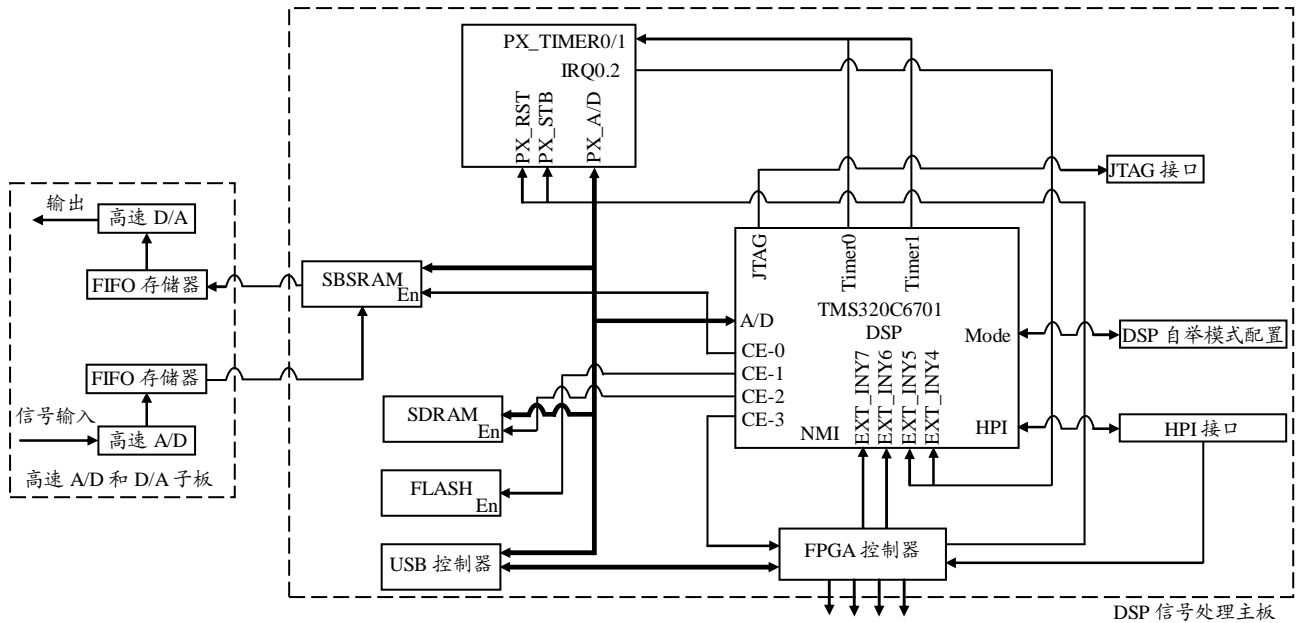 PX_TIMER0/1
IRQ0.2
PX_RST
PX_STB
PX_A/D
JTAG 接口
输出
高速 D/A
FIFO 存储器
SBSRAM
En
JTAG
Timer0
Timer1
A/D
TMS320C6701
DSP
Mode
DSP 自举模式配置
CE-0
CE-1
CE-2
CE-3
EXT_INY7
EXT_INY6
EXT_INY5
EXT_INY4
NMI
HPI
HPI 接口
FIFO 存储器
信号输入
高速 A/D
高速 A/D 和 D/A 子板
SDRAM
En
FLASH
En
USB 控制器
FPGA 控制器
DSP 信号处理主板